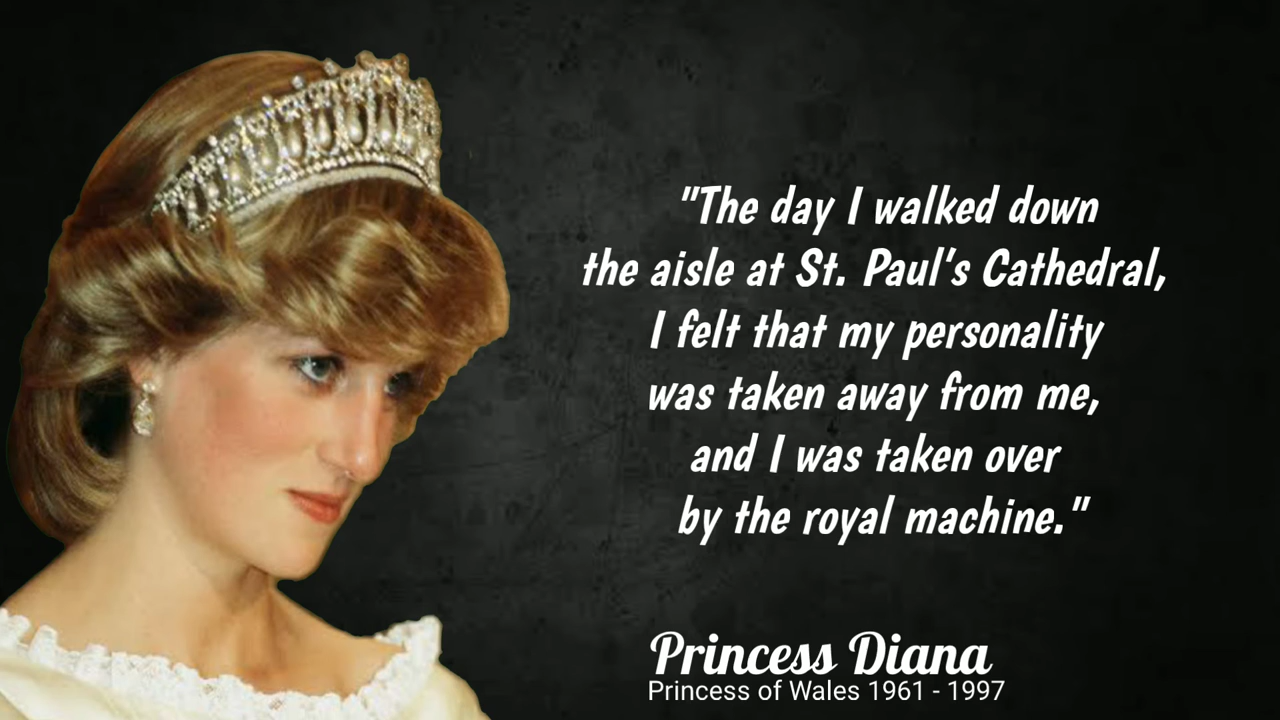 "The day I walked down
the aisle at St. Paul's Cathedral,
I felt that my personality
was taken away from me,
and I was taken over
by the royal machine."
Princess Diana
Princess of Wales 1961 - 1997